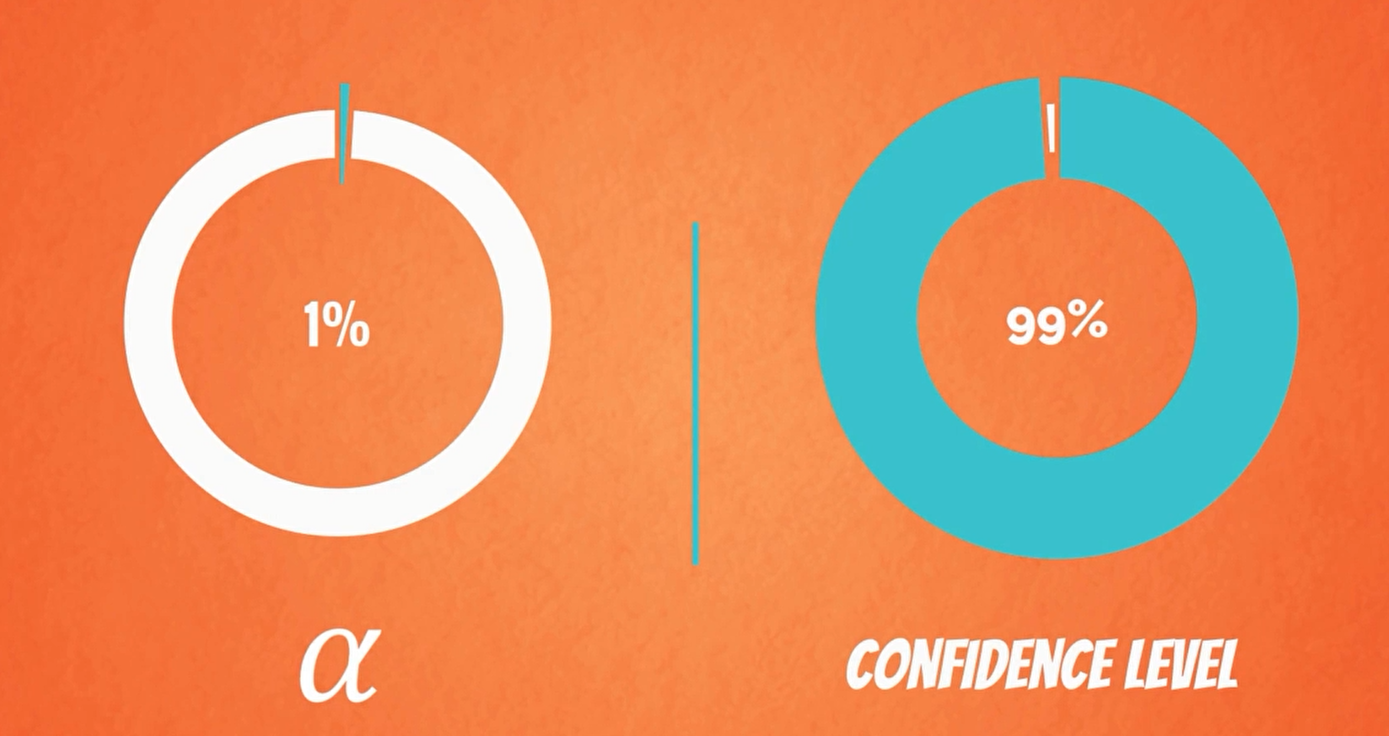 1%
99%
α
CONFIDENCE LEVEL